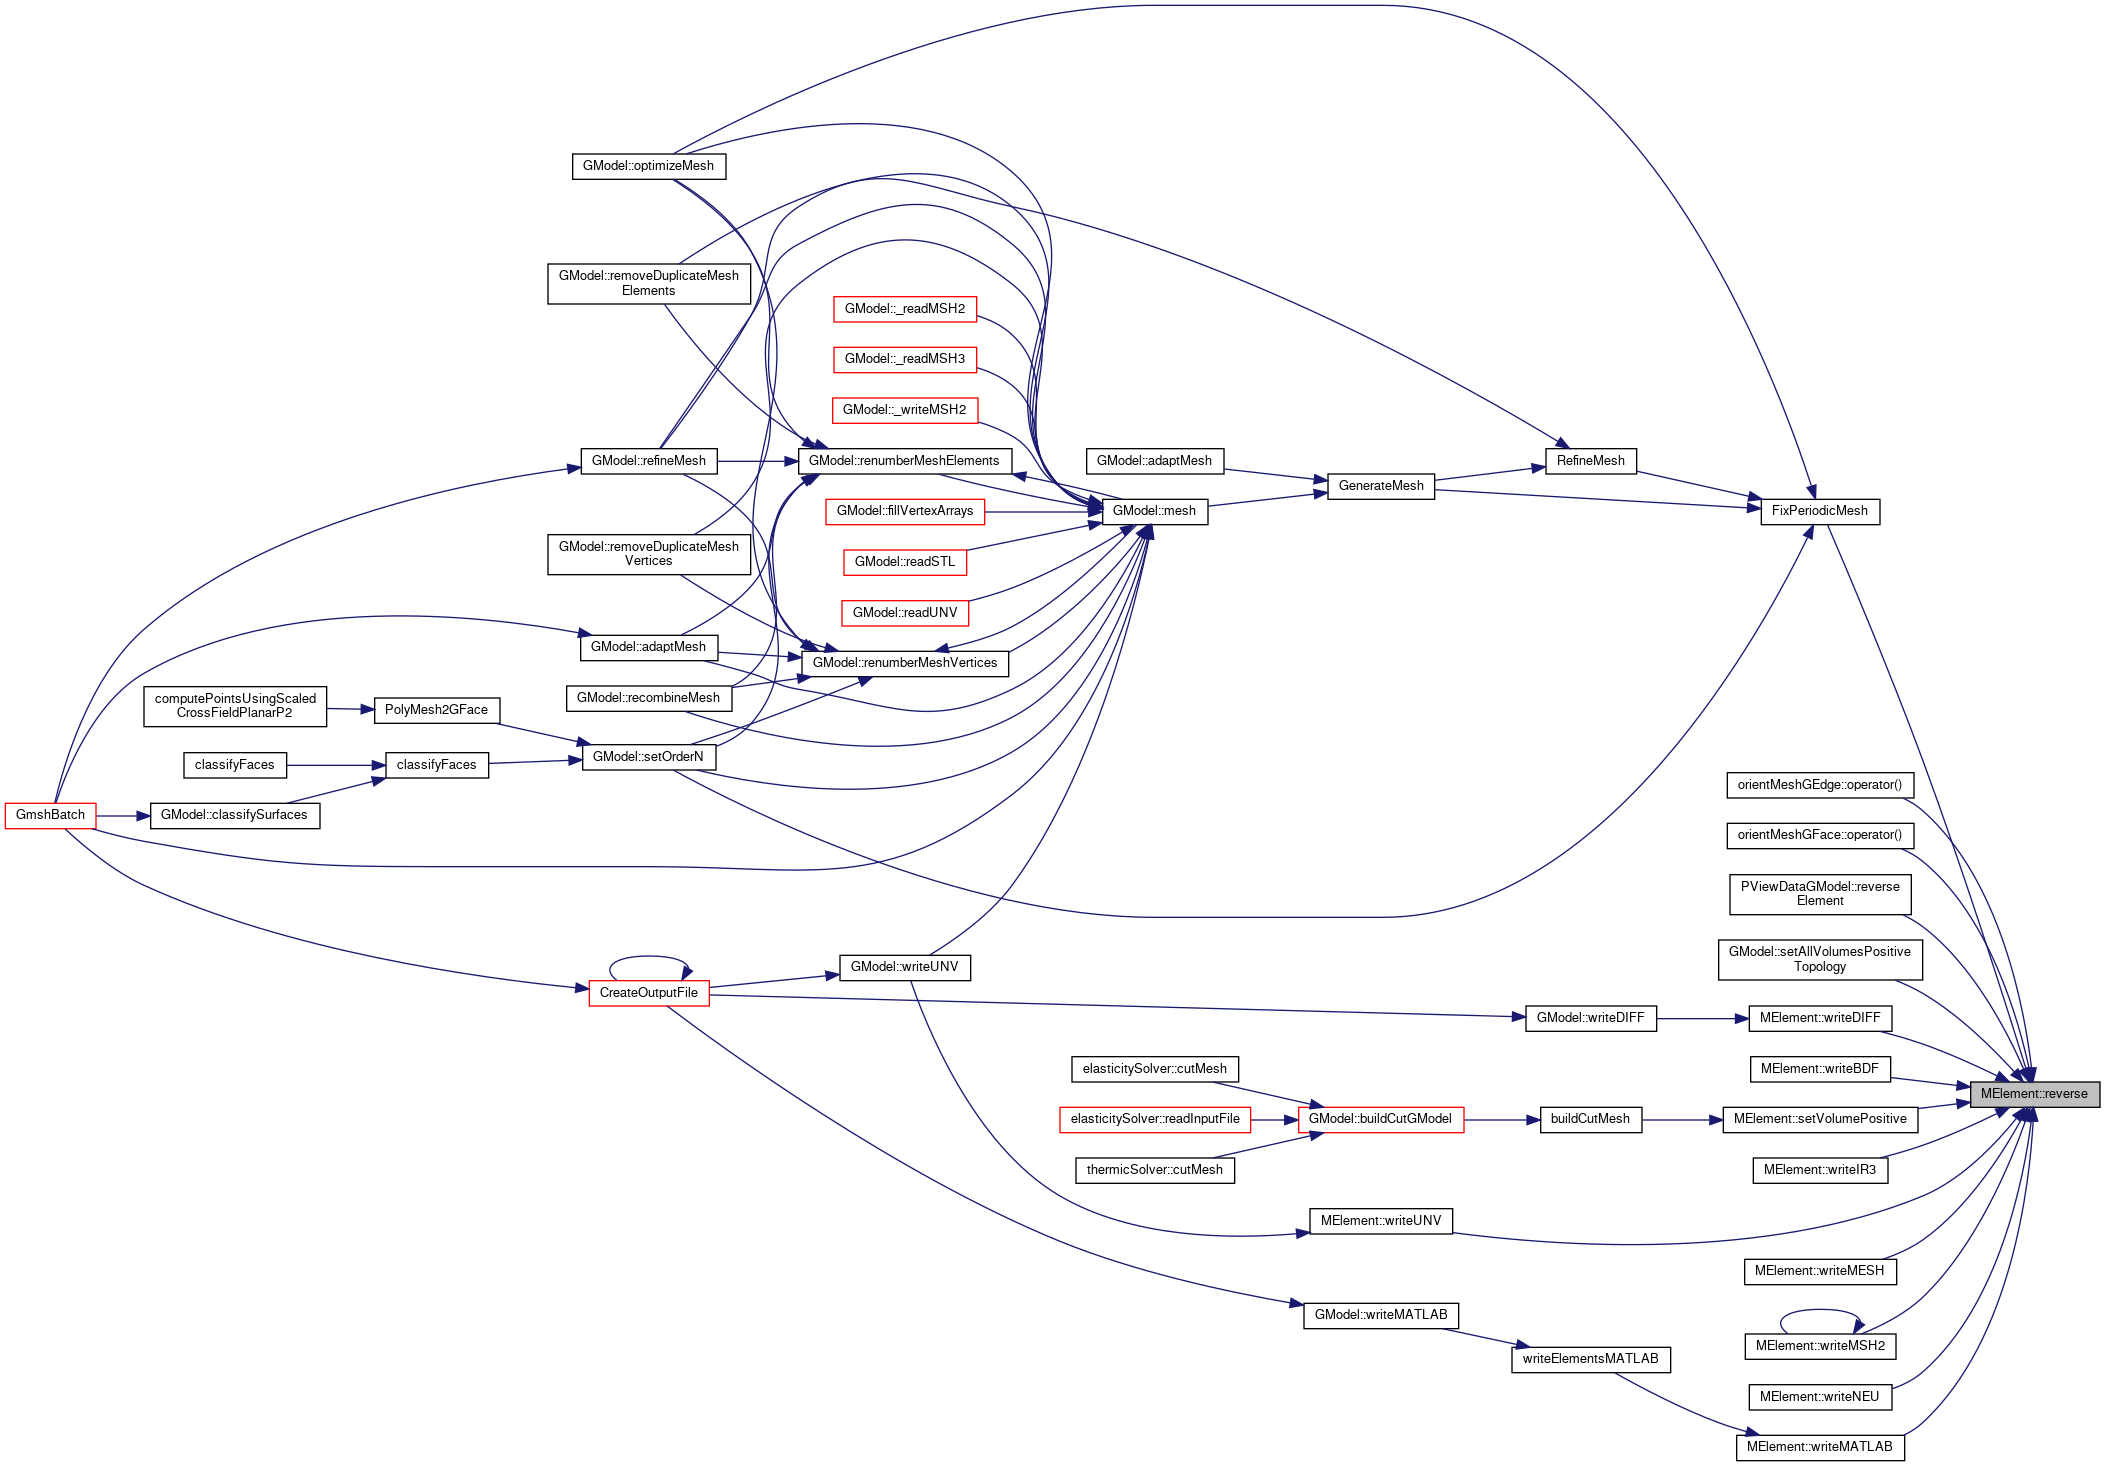 GModel::optimizeMesh
GModel::removeDuplicateMesh
Elements
GModel::_readMSH2
GModel::_readMSH3
GModel::_writeMSH2
GModel::refineMesh
GModel::renumberMeshElements
GModel::adaptMesh
RefineMesh
GenerateMesh
GModel::fillVertexArrays
GModel::mesh
FixPeriodicMesh
GModel::removeDuplicateMesh
Vertices
GModel::readSTL
GModel::readUNV
GModel::adaptMesh
GModel::renumberMeshVertices
GModel::recombineMesh
computePointsUsingScaled
CrossFieldPlanarP2
PolyMesh2GFace
classifyFaces
classifyFaces
GModel::setOrderN
GmshBatch
GModel::classifySurfaces
orientMeshGEdge::operator()
orientMeshGFace::operator()
PViewDataGModel::reverse
Element
GModel::setAllVolumesPositive
Topology
GModel::writeUNV
CreateOutputFile
GModel::writeDIFF
MElement::writeDIFF
elasticitySolver::cutMesh
MElement::writeBDF
MElement::reverse
elasticitySolver::readInputFile
GModel::buildCutGModel
buildCutMesh
MElement::setVolumePositive
thermicSolver::cutMesh
MElement::writeIR3
MElement::writeUNV
MElement::writeMESH
GModel::writeMATLAB
MElement::writeMSH2
writeElementsMATLAB
MElement::writeNEU
MElement::writeMATLAB